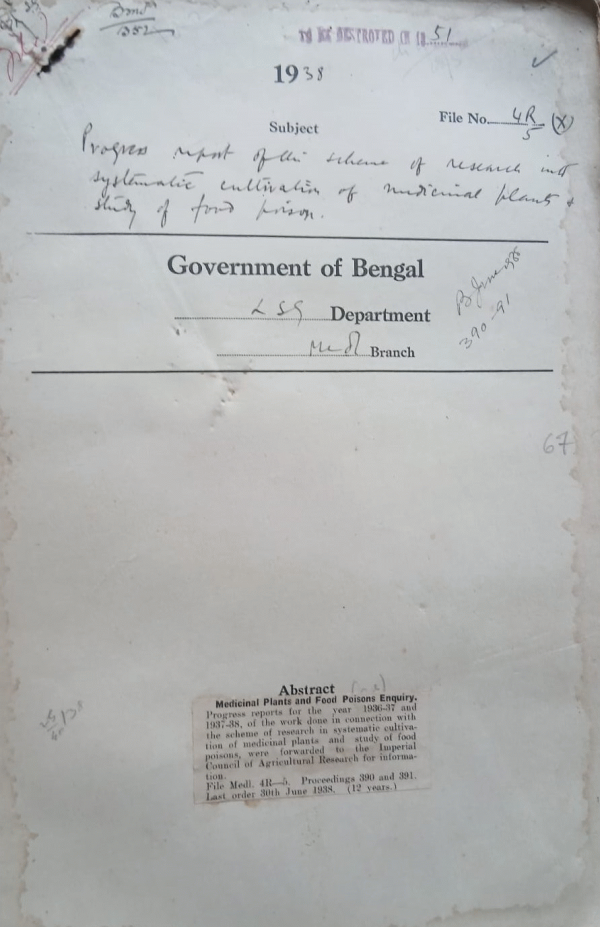 TO BE DESTROYED IN 19...51
1938
File No. 4R/5 (X)
Subject
Progress report of the scheme of research into
systematic cultivation of medicinal plants &
study of food poison.
Government of Bengal
LSG Department
Medl Branch
B June 38
390-91
67
Abstract
Medicinal Plants and Food Poisons Enquiry.
Progress reports for the year 1936-37 and
1937-38, of the work done in connection with
the scheme of research in systematic cultiva-
tion of medicinal plants and study of food
poisons, were forwarded to the Imperial
Council of Agricultural Research for informa-
tion.
File Medl. 4R—5. Proceedings 390 and 391.
Last order 30th June 1938. (12 years.)